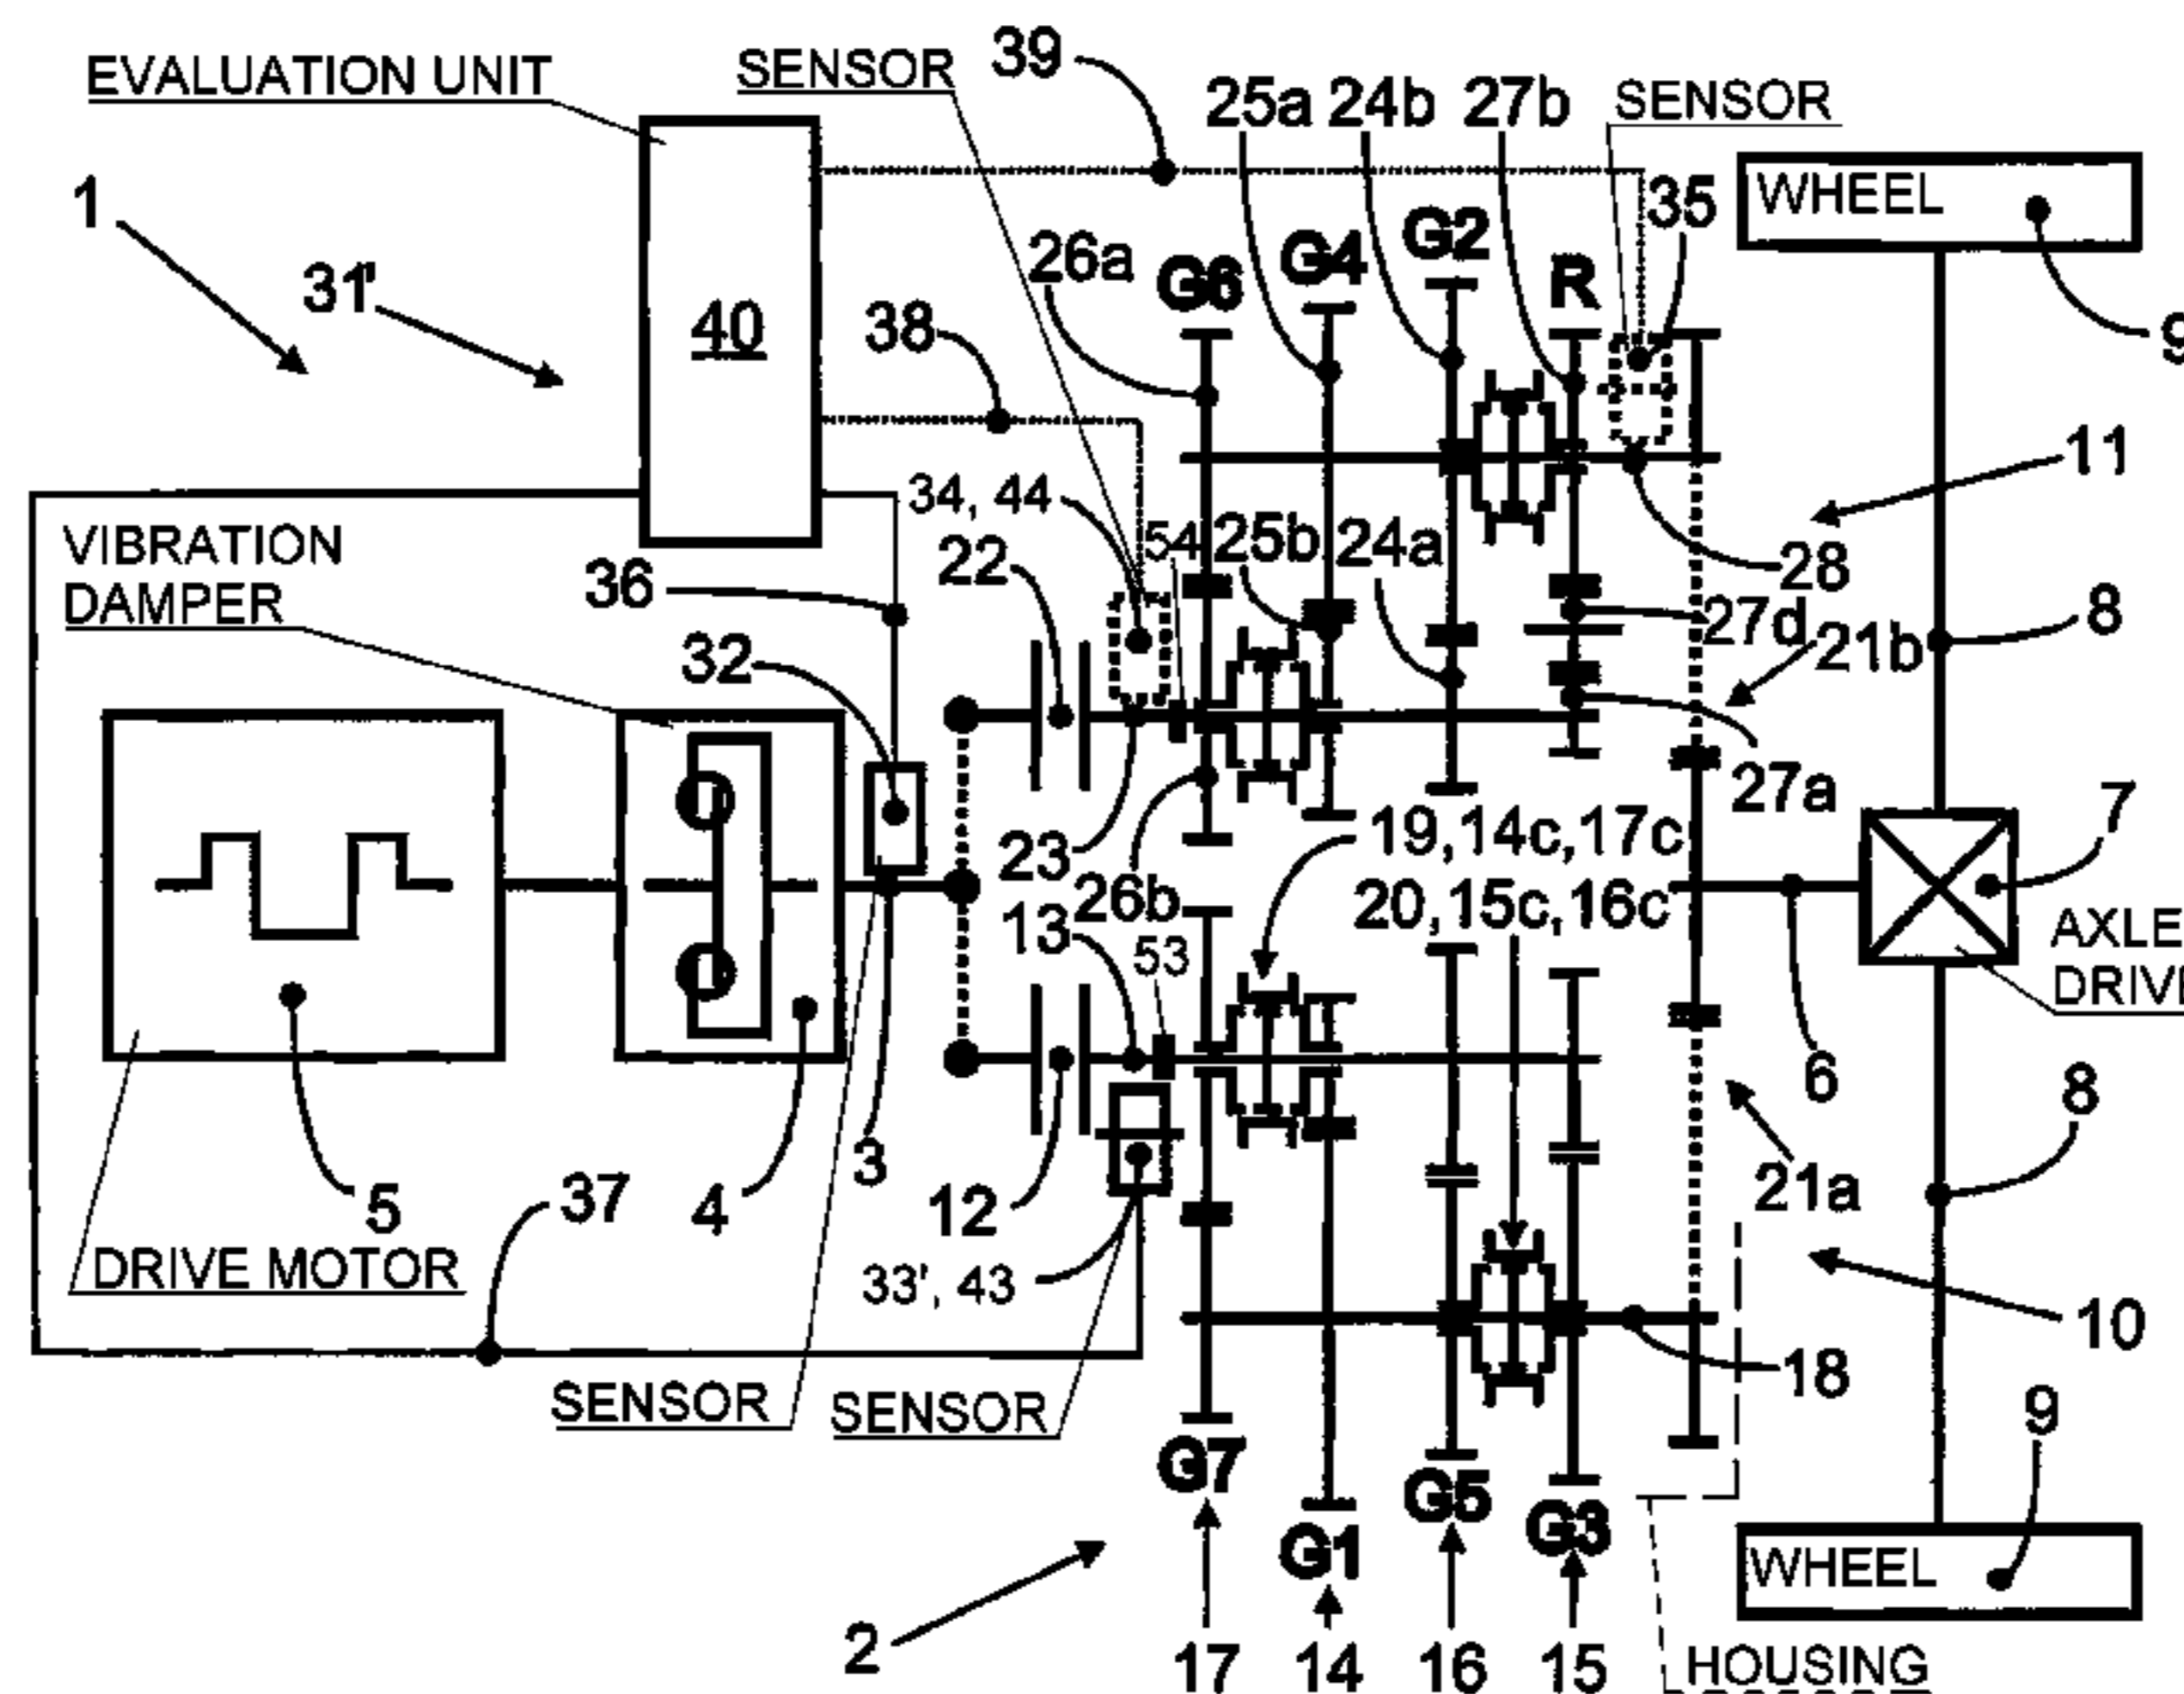 39
EVALUATION UNIT
SENSOR
25a 24b 27b
SENSOR
1
WHEEL
35
31'
26a
G6
G4
G2
R
40
38
9
11
34, 44
VIBRATION
DAMPER
36
22
54
25b
24a
28
32
27d
21b
8
27a
23
19,14c,17c
7
26b
20,15c,16c
13
53
AXLE
DRIVE
6
8
3
5
37
4
12
21a
DRIVE MOTOR
33', 43
10
18
SENSOR
SENSOR
9
G7
G5
G3
G1
WHEEL
2
17
14
16
15
HOUSING